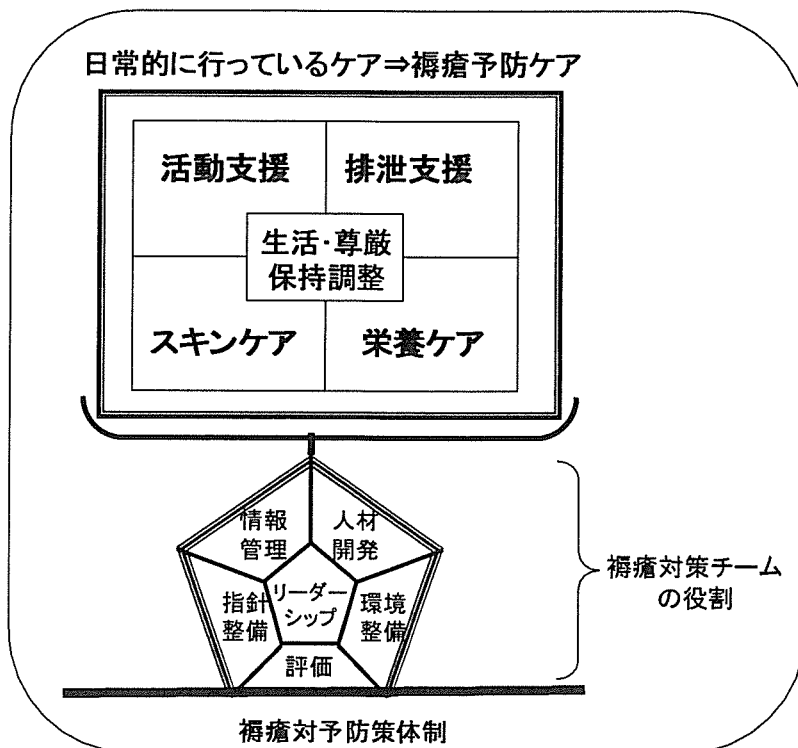 日常的に行っているケア⇒褥瘡予防ケア
活動支援
排泄支援
生活・尊厳
保持調整
スキンケア
栄養ケア
情報
管理
人材
開発
リーダー
シップ
指針
整備
環境
整備
評価
褥瘡対策チーム
の役割
褥瘡対予防策体制